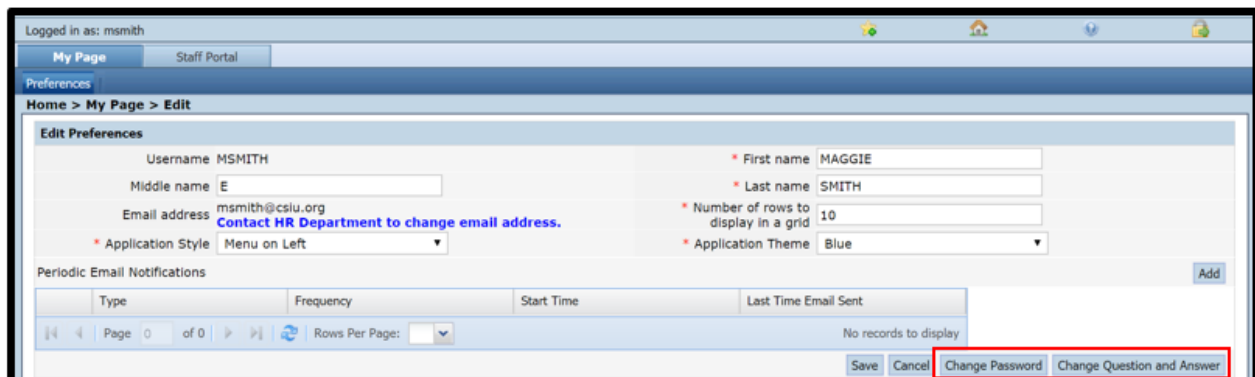 Logged in as: msmith
My Page Staff Portal
Preferences
Home > My Page > Edit
Edit Preferences
Username MSMITH * First name MAGGIE
Middle name E * Last name SMITH
Email address msmith@csiu.org * Number of rows to display in a grid 10
Contact HR Department to change email address.
* Application Style Menu on Left * Application Theme Blue
Periodic Email Notifications Add
Type Frequency Start Time Last Time Email Sent
Page 0 of 0 Rows Per Page: No records to display
Save Cancel Change Password Change Question and Answer